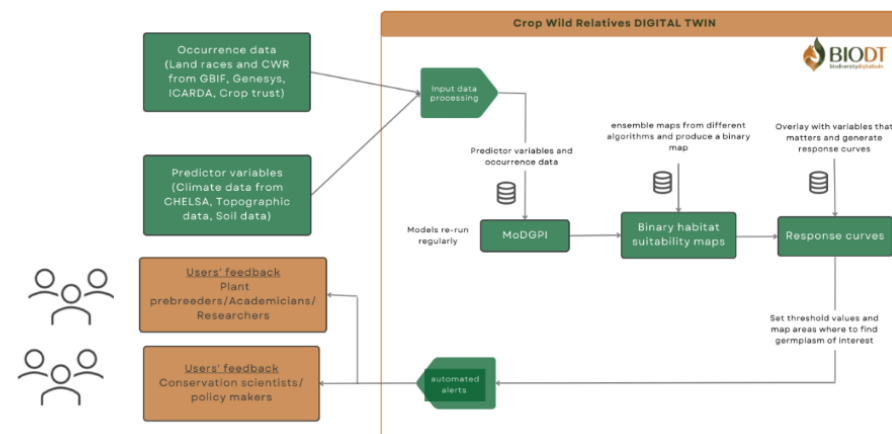 Crop Wild Relatives DIGITAL TWIN
BIODT
biodiversity digital twin
Occurrence data
(Land races and CWR
from GBIF, Genesys,
ICARDA, Crop trust)
Input data
processing
Predictor variables
(Climate data from
CHELSA, Topographic
data, Soil data)
Predictor variables and
occurrence data
ensemble maps from different
algorithms and produce a binary
map
Overlay with variables that
matters and generate
response curves
Models re-run
regularly
MoDGPI
Binary habitat
suitability maps
Response curves
Users' feedback
Plant
prebreeders/Academicians/
Researchers
Set threshold values and
map areas where to find
germplasm of interest
Users' feedback
Conservation scientists/
policy makers
automated
alerts